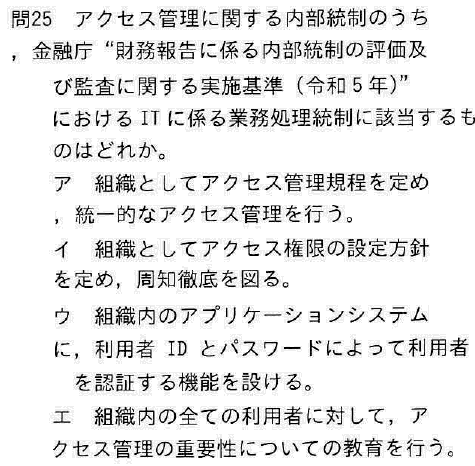 問25　アクセス管理に関する内部統制のうち
，金融庁“財務報告に係る内部統制の評価及
び監査に関する実施基準（令和５年）”
における IT に係る業務処理統制に該当するも
のはどれか。
ア　組織としてアクセス管理規程を定め
，統一的なアクセス管理を行う。
イ　組織としてアクセス権限の設定方針
を定め，周知徹底を図る。
ウ　組織内のアプリケーションシステム
に，利用者 ID とパスワードによって利用者
を認証する機能を設ける。
エ　組織内の全ての利用者に対して，ア
クセス管理の重要性についての教育を行う。